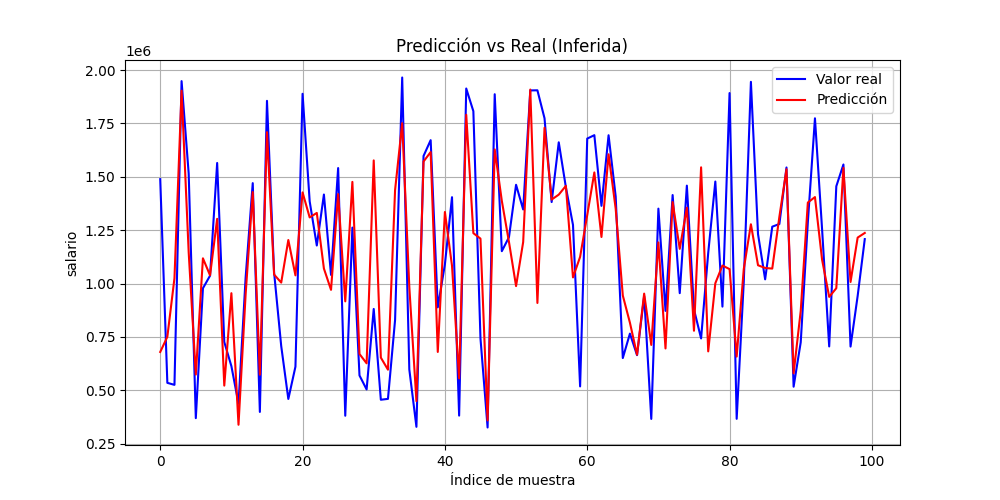 Predicción vs Real (Inferida)
1e6
2.00
1.75
1.50
1.25
1.00
0.75
0.50
0.25
salario
Valor real
Predicción
0 20 40 60 80 100
Índice de muestra